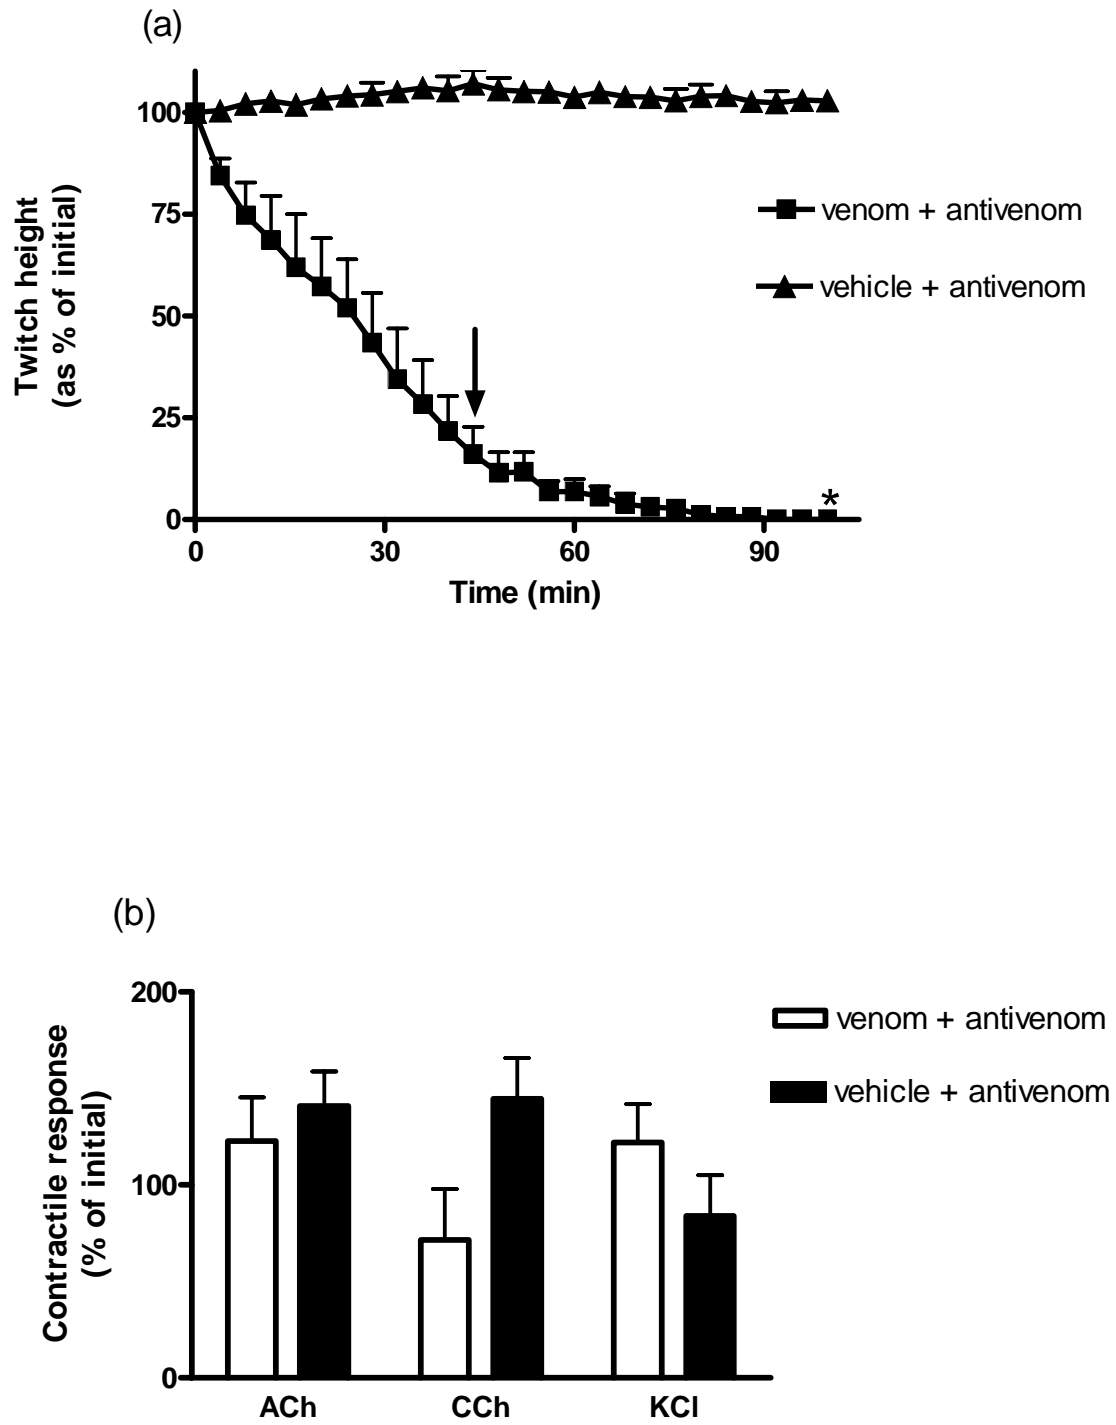 (a)
Twitch height
(as % of initial)
100
75
50
25
0
*
0 30 60 90
Time (min)
venom + antivenom
vehicle + antivenom
(b)
Contractile response
(% of initial)
200
100
0
ACh CCh KCl
venom + antivenom
vehicle + antivenom